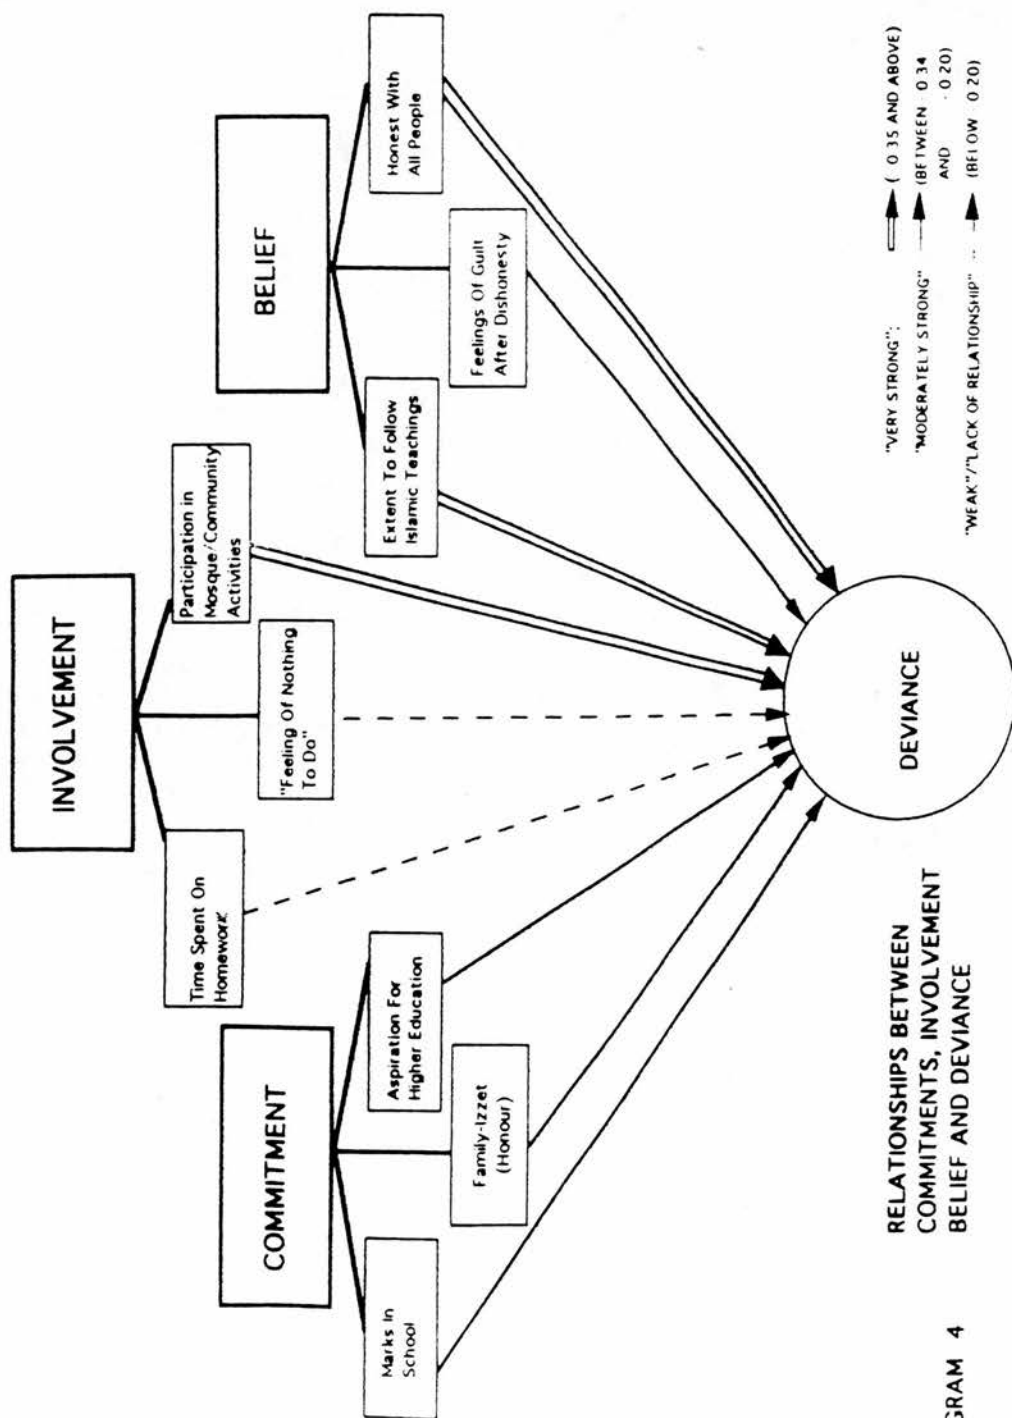 INVOLVEMENT
Time Spent On
Homework
"Feeling Of Nothing
To Do"
Participation in
Mosque/Community
Activities
COMMITMENT
Marks In
School
Family-Izzet
(Honour)
Aspiration For
Higher Education
BELIEF
Extent To Follow
Islamic Teachings
Feelings Of Guilt
After Dishonesty
Honest With
All People
DEVIANCE
"VERY STRONG": ( 0 35 AND ABOVE)
"MODERATELY STRONG" (BETWEEN 0 34
AND - 0 20)
"WEAK"/"LACK OF RELATIONSHIP" (BELOW 0 20)
GRAM 4 RELATIONSHIPS BETWEEN
COMMITMENTS, INVOLVEMENT
BELIEF AND DEVIANCE